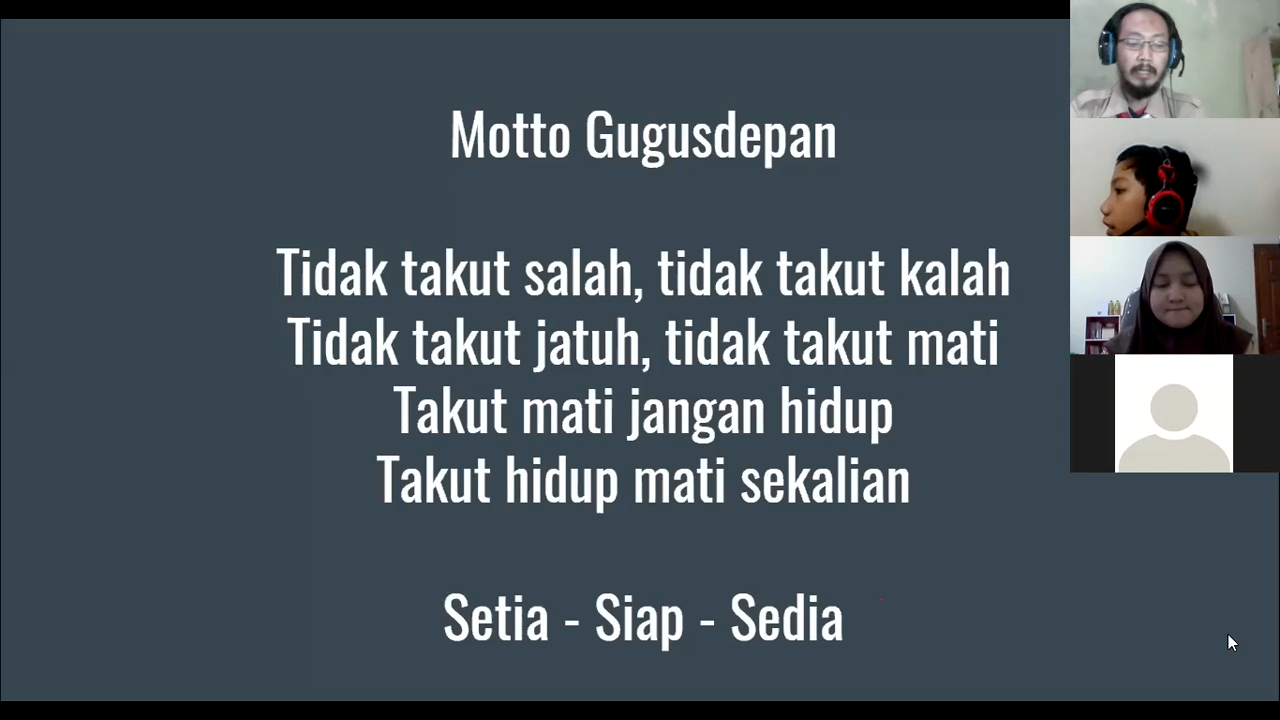 Motto Gugusdepan
Tidak takut salah, tidak takut kalah
Tidak takut jatuh, tidak takut mati
Takut mati jangan hidup
Takut hidup mati sekalian
Setia - Siap - Sedia